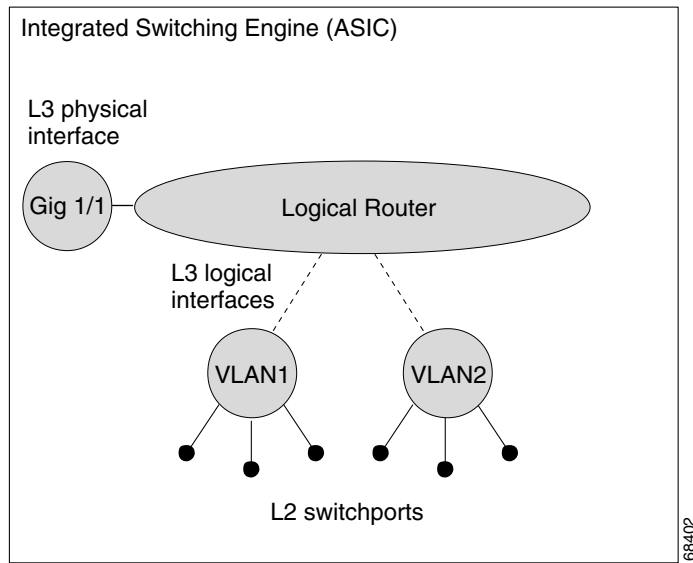 Integrated Switching Engine (ASIC)
L3 physical
interface
Gig 1/1
Logical Router
L3 logical
interfaces
VLAN1
VLAN2
L2 switchports
68402